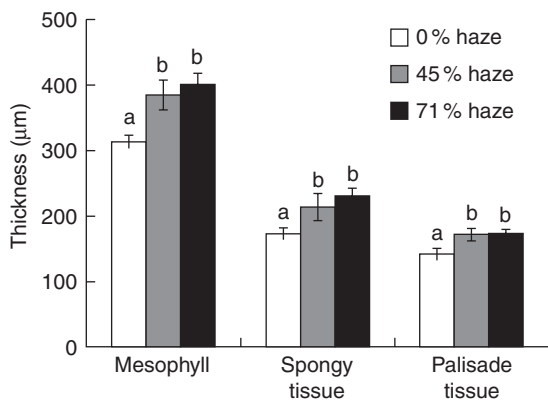 500
400
300
200
100
0
Thickness (μm)
0 % haze
45 % haze
71 % haze
a
b
b
a
b
b
a
b
b
Mesophyll
Spongy
tissue
Palisade
tissue